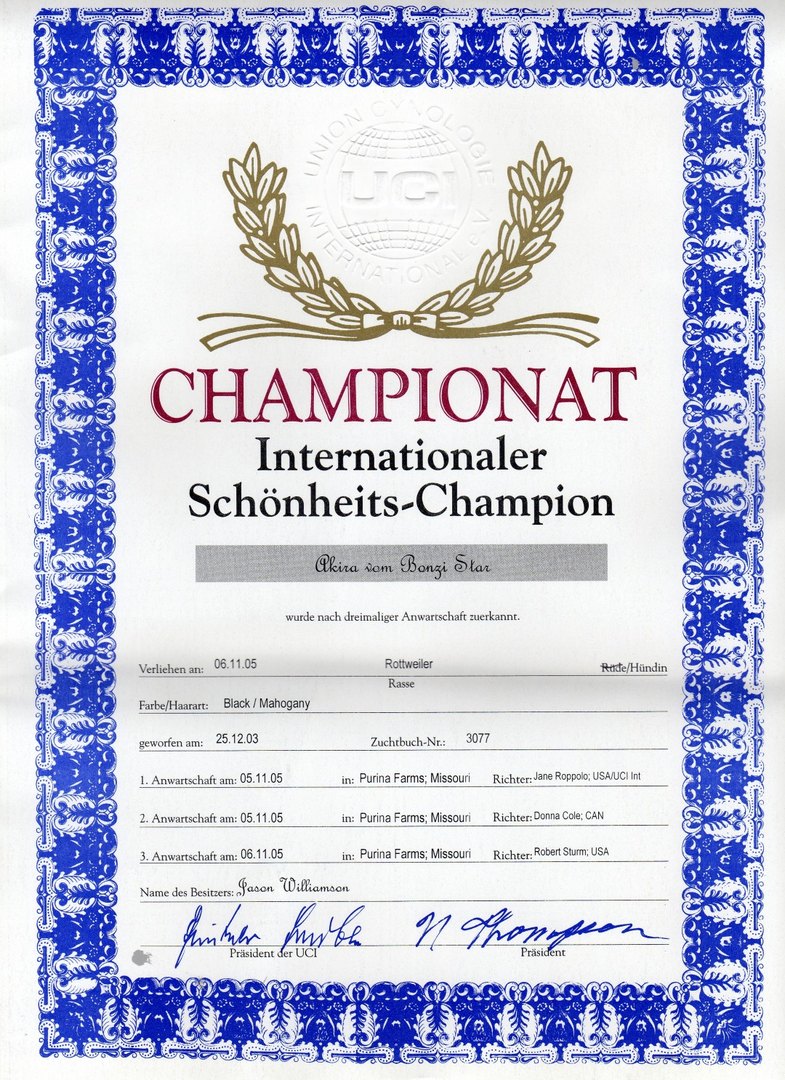 UNION CYNOLOGIE
UCI
INTERNATIONAL e.V.
CHAMPIONAT
Internationaler
Schönheits-Champion
Akira vom Bonzi Star
wurde nach dreimaliger Anwartschaft zuerkannt.
Verliehen an: 06.11.05 Rottweiler Rüde/Hündin
Rasse
Farbe/Haarart: Black / Mahogany
geworfen am: 25.12.03 Zuchtbuch-Nr.: 3077
1. Anwartschaft am: 05.11.05 in: Purina Farms; Missouri Richter: Jane Roppolo; USA/UCI Int
2. Anwartschaft am: 05.11.05 in: Purina Farms; Missouri Richter: Donna Cole; CAN
3. Anwartschaft am: 06.11.05 in: Purina Farms; Missouri Richter: Robert Sturm; USA
Name des Besitzers: Jason Williamson
N Thompson
Präsident der UCI Präsident